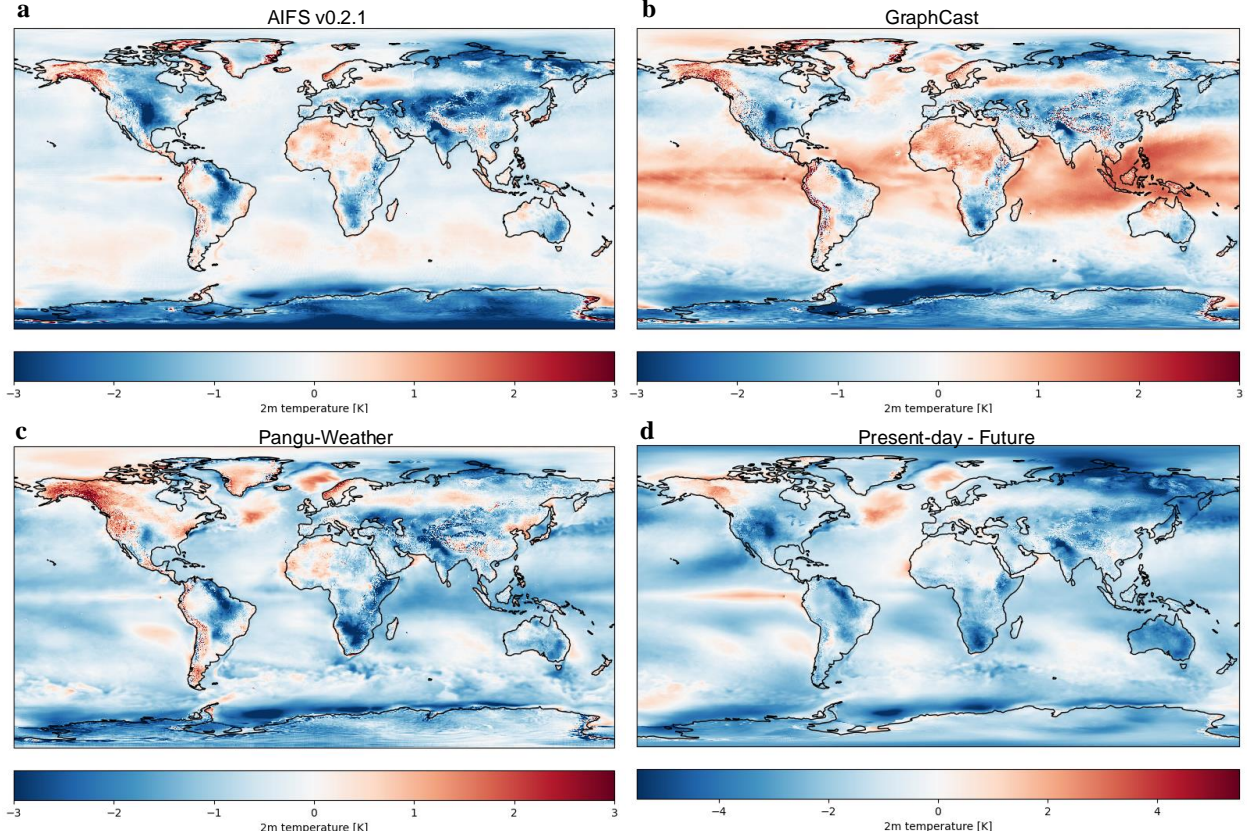 a
AIFS v0.2.1
b
GraphCast
−3 −2 −1 0 1 2 3
2m temperature [K]
−3 −2 −1 0 1 2 3
2m temperature [K]
c
Pangu-Weather
d
Present-day - Future
−3 −2 −1 0 1 2 3
2m temperature [K]
−4 −2 0 2 4
2m temperature [K]